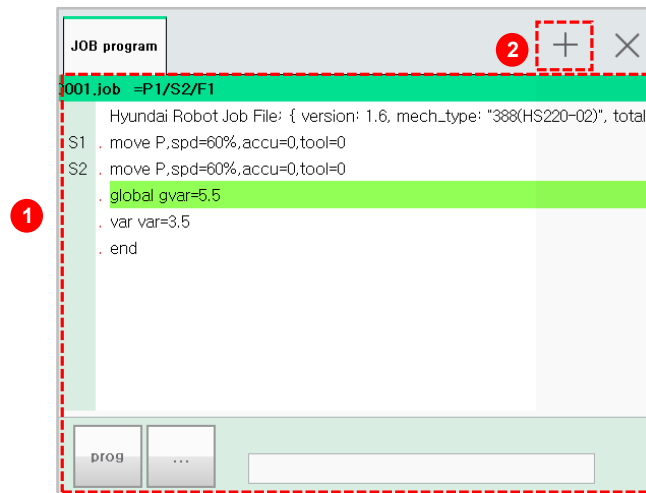 JOB program
2
0001.job =P1/S2/F1
Hyundai Robot Job File; { version: 1.6, mech_type: "388(HS220-02)", total
S1 . move P,spd=60%,accu=0,tool=0
S2 . move P,spd=60%,accu=0,tool=0
. global gvar=5.5
1
. var var=3.5
. end
prog ...